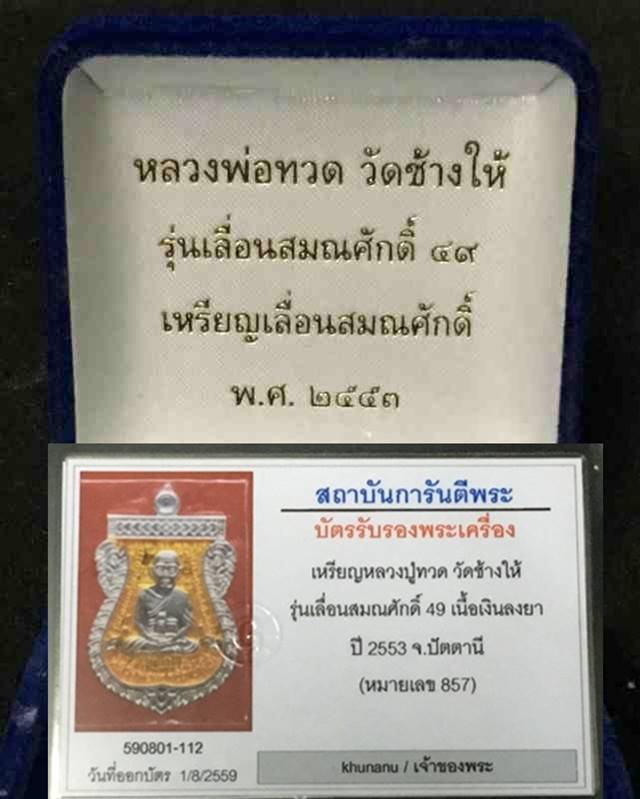 หลวงพ่อทวด วัดช้างให้
รุ่นเลื่อนสมณศักดิ์ ๔๙
เหรียญเลื่อนสมณศักดิ์
พ.ศ. ๒๕๕๓
สถาบันการันตีพระ
บัตรรับรองพระเครื่อง
เหรียญหลวงปู่ทวด วัดช้างให้
รุ่นเลื่อนสมณศักดิ์ 49 เนื้อเงินลงยา
ปี 2553 จ.ปัตตานี
(หมายเลข 857)
590801-112
วันที่ออกบัตร 1/8/2559
khunanu / เจ้าของพระ